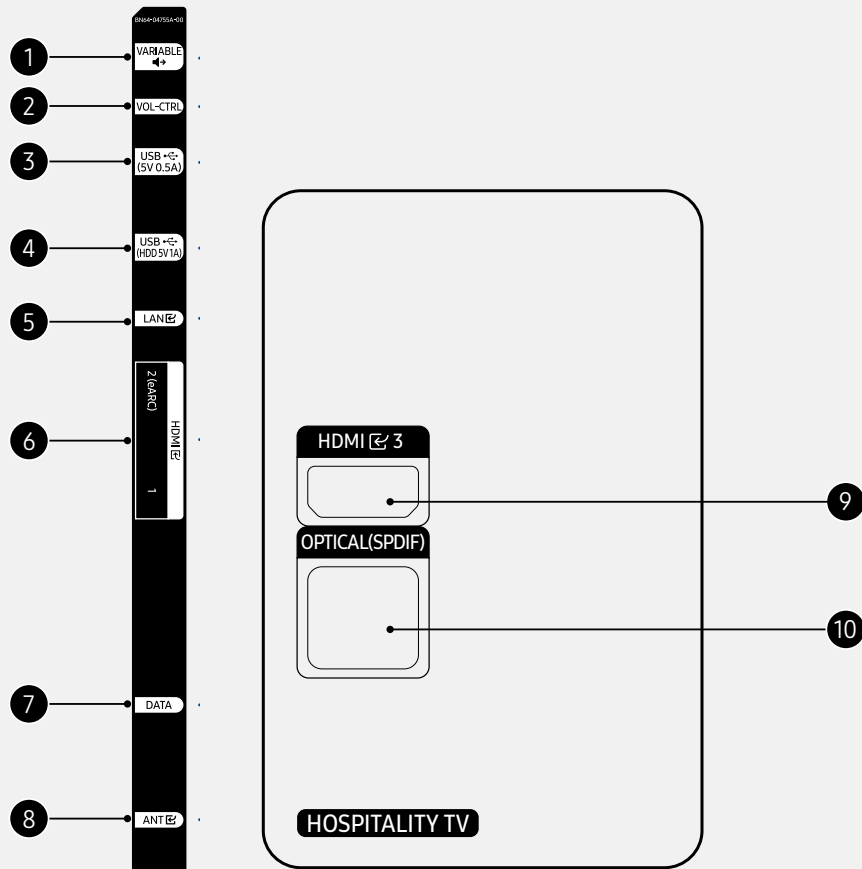 BN64-04755A-00
1
VARIABLE
2
VOL-CTRL
3
USB
(5V 0.5A)
4
USB
(HDD 5V 1A)
5
LAN
6
2 (eARC)
1
HDMI
7
DATA
8
ANT
HDMI 3
9
OPTICAL(SPDIF)
10
HOSPITALITY TV